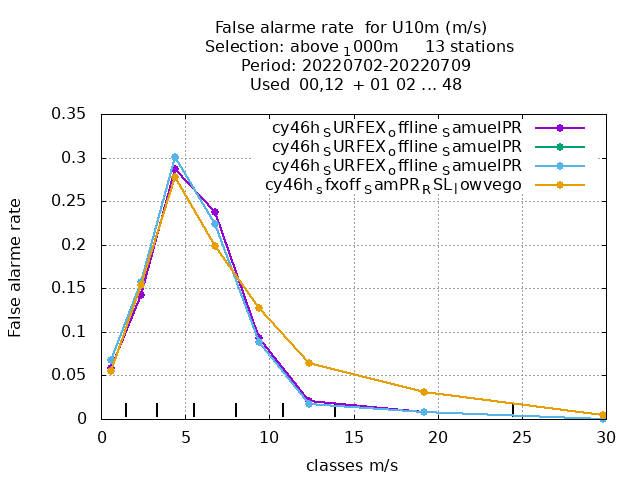 False alarme rate for U10m (m/s)
Selection: above 1000m 13 stations
Period: 20220702-20220709
Used 00,12 + 01 02 ... 48
cy46h_SURFEX_offline_SamuelPR
cy46h_SURFEX_offline_SamuelPR
cy46h_SURFEX_offline_SamuelPR
cy46h_sfxoff_SamPR_RSL_lowvego
0.35
0.3
0.25
0.2
0.15
0.1
0.05
0
False alarme rate
0 5 10 15 20 25 30
classes m/s